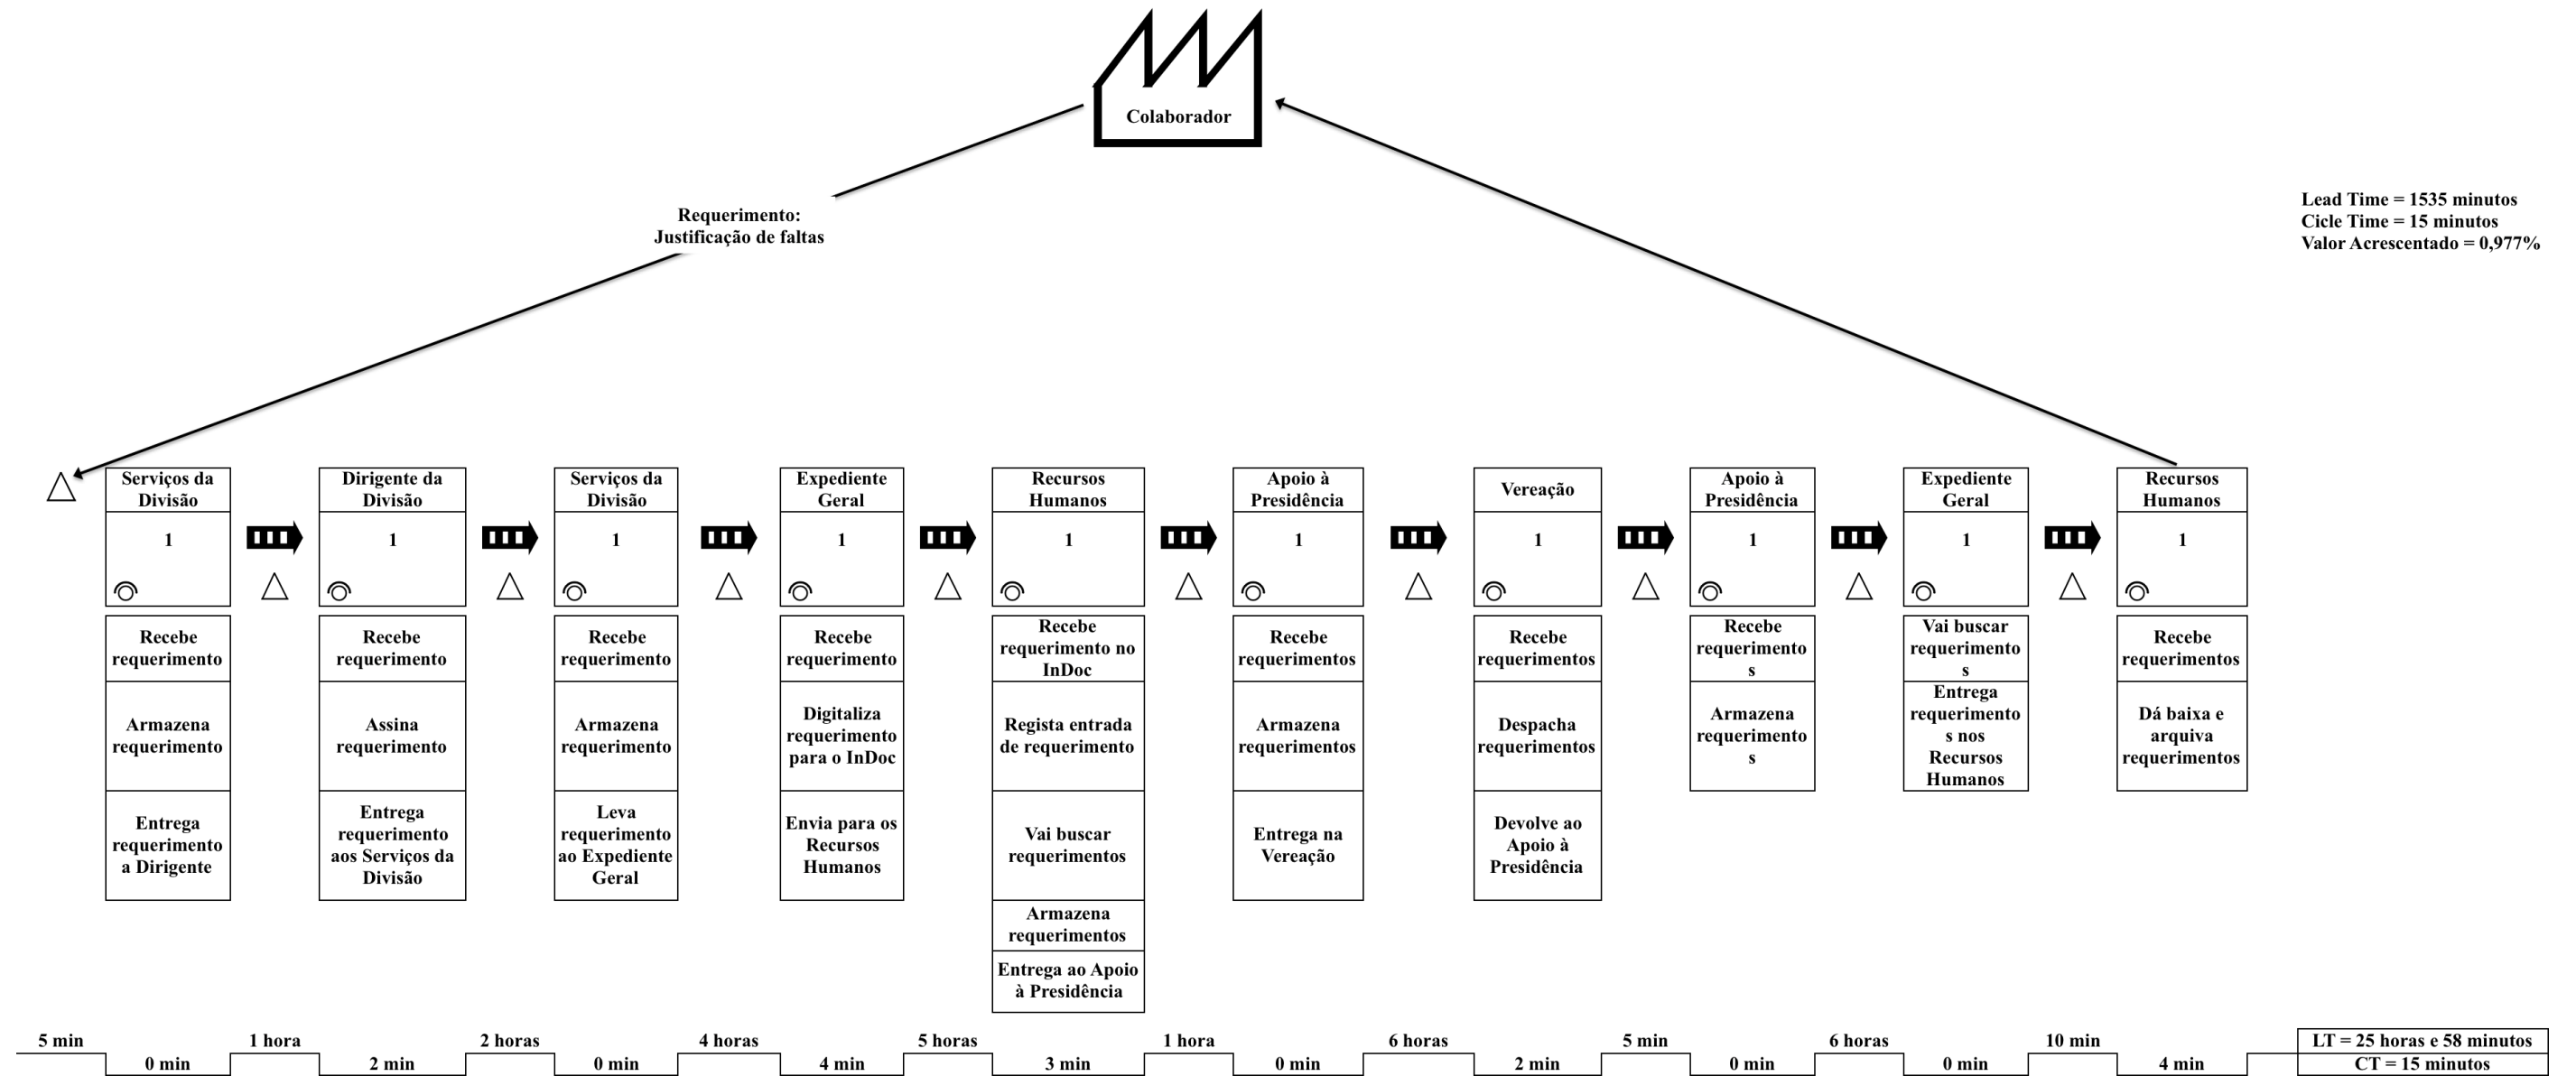 Colaborador
Requerimento:
Justificação de faltas
Lead Time = 1535 minutos
Cicle Time = 15 minutos
Valor Acrescentado = 0,977%
Serviços da
Divisão
1
Recebe
requerimento
Armazena
requerimento
Entrega
requerimento
a Dirigente
Dirigente da
Divisão
1
Recebe
requerimento
Assina
requerimento
Entrega
requerimento
aos Serviços da
Divisão
Serviços da
Divisão
1
Recebe
requerimento
Armazena
requerimento
Leva
requerimento
ao Expediente
Geral
Expediente
Geral
1
Recebe
requerimento
Digitaliza
requerimento
para o InDoc
Envia para os
Recursos
Humanos
Recursos
Humanos
1
Recebe
requerimento no
InDoc
Regista entrada
de requerimento
Vai buscar
requerimentos
Armazena
requerimentos
Entrega ao Apoio
à Presidência
Apoio à
Presidência
1
Recebe
requerimentos
Armazena
requerimentos
Entrega na
Vereação
Vereação
1
Recebe
requerimentos
Despacha
requerimentos
Devolve ao
Apoio à
Presidência
Apoio à
Presidência
1
Recebe
requerimento
s
Armazena
requerimento
s
Expediente
Geral
1
Vai buscar
requerimento
s
Entrega
requerimento
s nos
Recursos
Humanos
Recursos
Humanos
1
Recebe
requerimentos
Dá baixa e
arquiva
requerimentos
5 min
0 min
1 hora
2 min
2 horas
0 min
4 horas
4 min
5 horas
3 min
1 hora
0 min
6 horas
2 min
5 min
0 min
6 horas
0 min
10 min
4 min
LT = 25 horas e 58 minutos
CT = 15 minutos